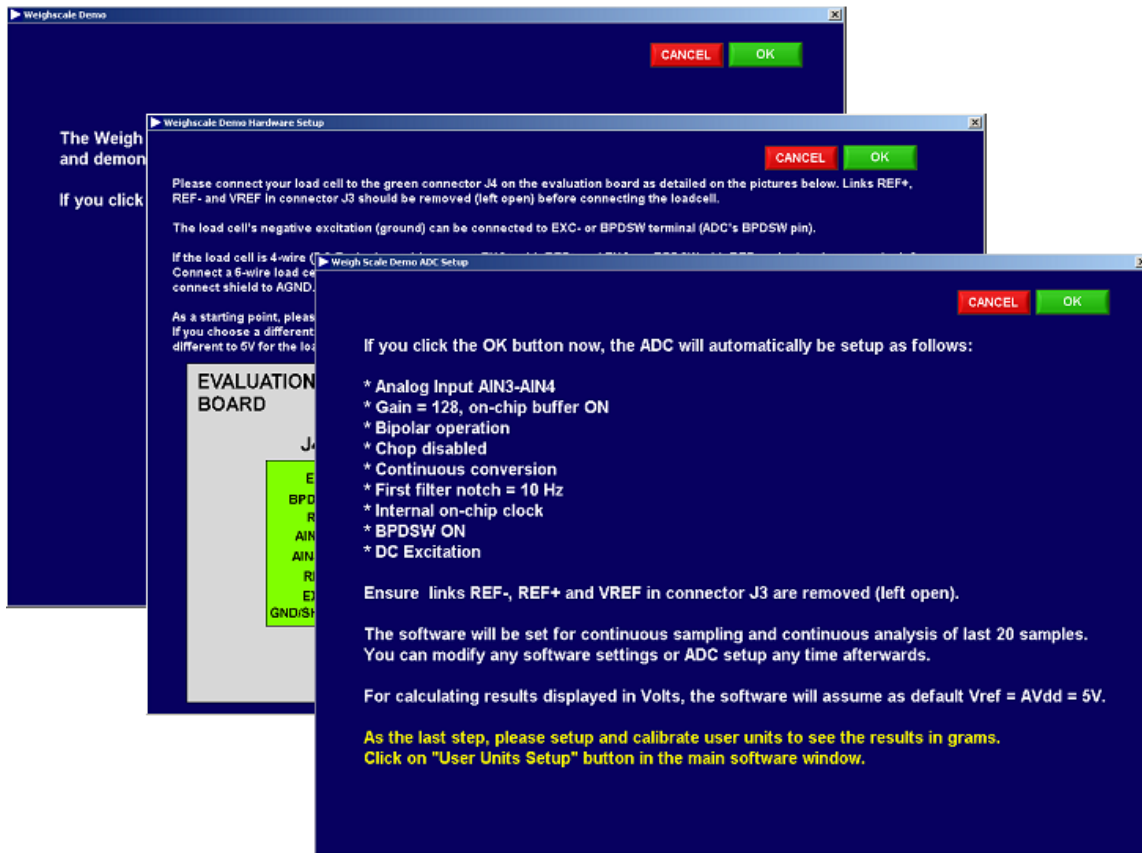 Weighscale Demo
CANCEL
OK
The Weigh
and demon
If you click
Weighscale Demo Hardware Setup
CANCEL
OK
Please connect your load cell to the green connector J4 on the evaluation board as detailed on the pictures below. Links REF+,
REF- and VREF in connector J3 should be removed (left open) before connecting the loadcell.
The load cell's negative excitation (ground) can be connected to EXC- or BPDSW terminal (ADC's BPDSW pin).
If the load cell is 4-wire
Connect a 6-wire load ce
connect shield to AGND.
As a starting point, pleas
If you choose a different
different to 5V for the loa
EVALUATION
BOARD
J4
E
BPD
R
AIN
AIN
R
E
GND/SH
Weigh Scale Demo ADC Setup
CANCEL
OK
If you click the OK button now, the ADC will automatically be setup as follows:
* Analog Input AIN3-AIN4
* Gain = 128, on-chip buffer ON
* Bipolar operation
* Chop disabled
* Continuous conversion
* First filter notch = 10 Hz
* Internal on-chip clock
* BPDSW ON
* DC Excitation
Ensure links REF-, REF+ and VREF in connector J3 are removed (left open).
The software will be set for continuous sampling and continuous analysis of last 20 samples.
You can modify any software settings or ADC setup any time afterwards.
For calculating results displayed in Volts, the software will assume as default Vref = AVdd = 5V.
As the last step, please setup and calibrate user units to see the results in grams.
Click on "User Units Setup" button in the main software window.